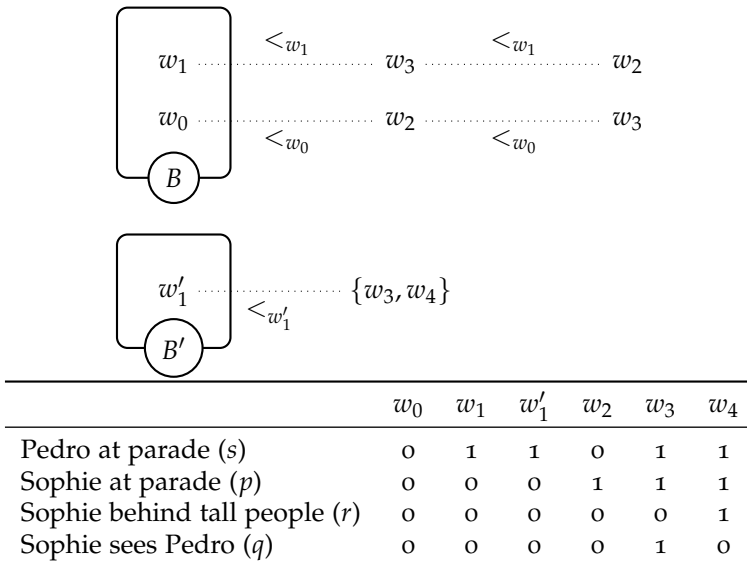 <w₁ <w₁
w₁ w₃ w₂
w₀ w₂ w₃
<w₀ <w₀
B
w′₁ {w₃, w₄}
<w′₁
B′
w₀ w₁ w′₁ w₂ w₃ w₄
Pedro at parade (s) 0 1 1 0 1 1
Sophie at parade (p) 0 0 0 1 1 1
Sophie behind tall people (r) 0 0 0 0 0 1
Sophie sees Pedro (q) 0 0 0 0 1 0